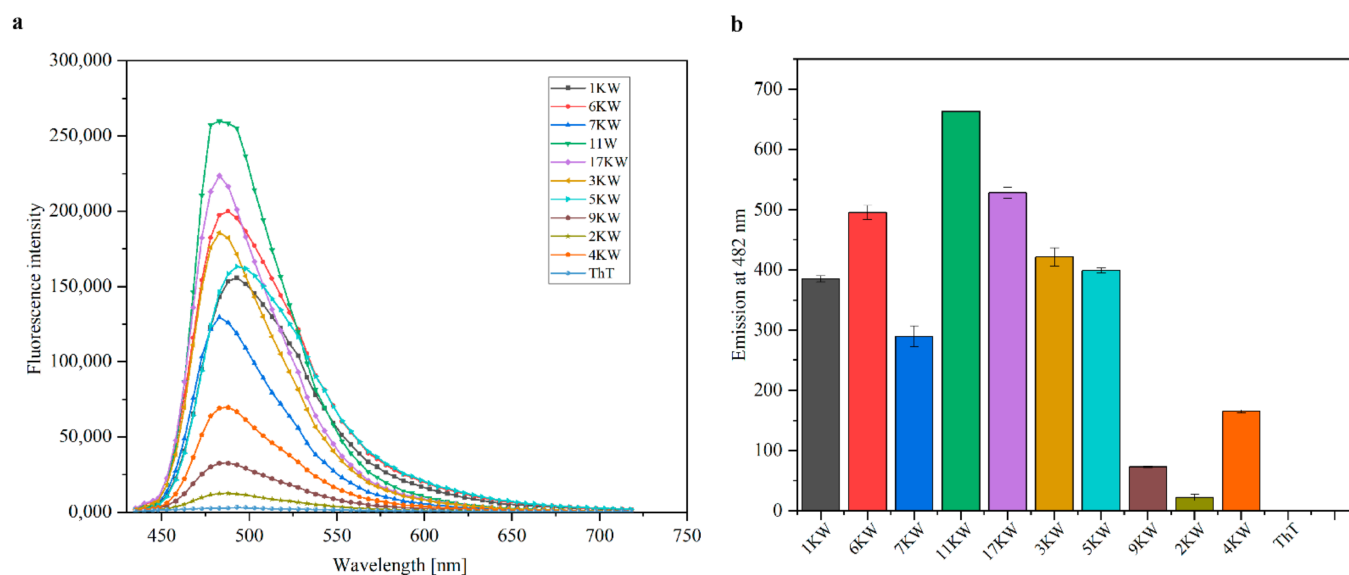 a
300,000
250,000
200,000
150,000
100,000
50,000
0,000
Fluorescence intensity
450 500 550 600 650 700 750
Wavelength [nm]
1KW
6KW
7KW
11W
17KW
3KW
5KW
9KW
2KW
4KW
ThT
b
700
600
500
400
300
200
100
0
Emission at 482 nm
1KW 6KW 7KW 11KW 17KW 3KW 5KW 9KW 2KW 4KW ThT